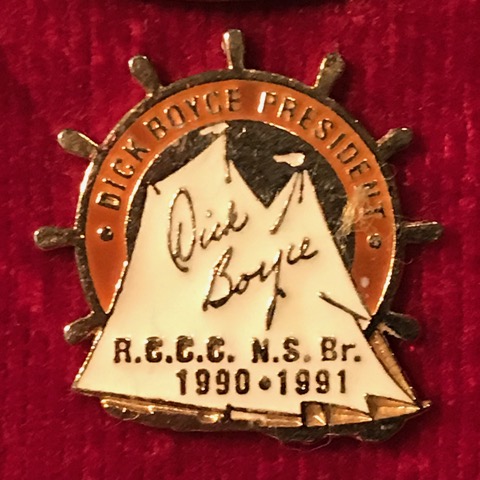 • DICK BOYCE PRESIDENT •
Dick
Boyce
R.C.C.C. N.S. Br.
1990 • 1991